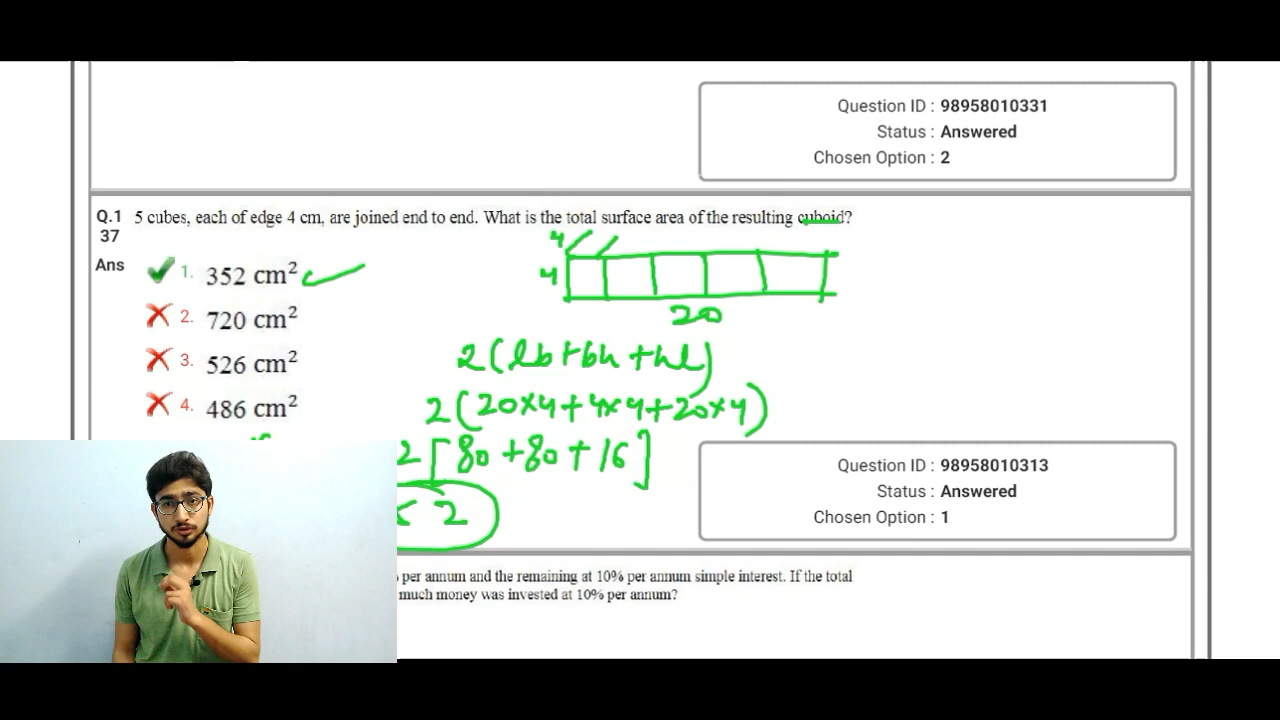 Question ID : 98958010331
Status : Answered
Chosen Option : 2
Q.1 5 cubes, each of edge 4 cm, are joined end to end. What is the total surface area of the resulting cuboid?
37
Ans
1. 352 cm²
2. 720 cm²
3. 526 cm²
4. 486 cm²
4
4
20
2(lb+bh+hl)
2(20×4+4×4+20×4)
2[80+80+16]
× 2
Question ID : 98958010313
Status : Answered
Chosen Option : 1
per annum and the remaining at 10% per annum simple interest. If the total
much money was invested at 10% per annum?